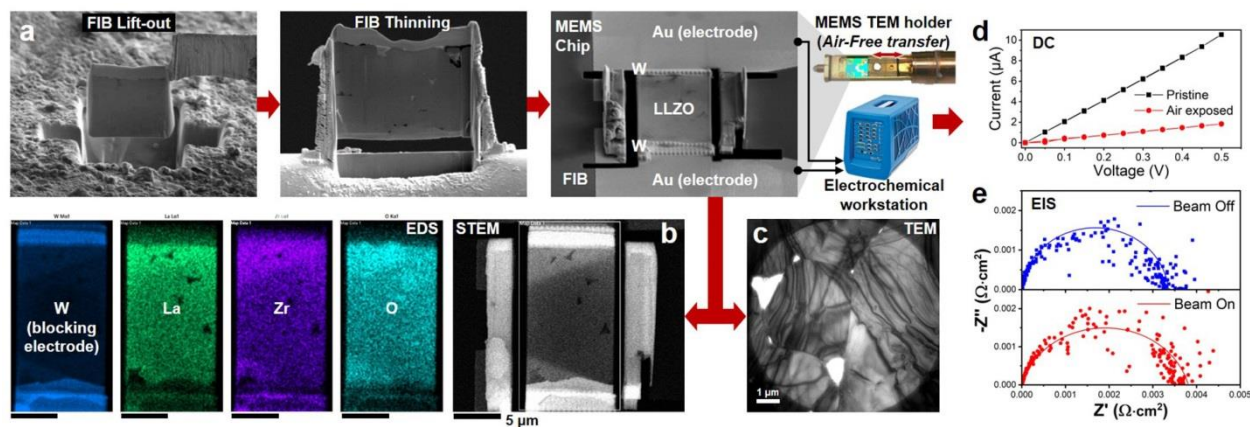 a
FIB Lift-out
FIB Thinning
MEMS
Chip
Au (electrode)
W
LLZO
W
FIB
Au (electrode)
MEMS TEM holder
(Air-Free transfer)
Electrochemical
workstation
d
DC
Current (µA)
10
8
6
4
2
0
Pristine
Air exposed
0.0 0.1 0.2 0.3 0.4 0.5
Voltage (V)
W Mα1
La Lα1
O Kα1
EDS
W
(blocking
electrode)
La
Zr
O
STEM
b
5 µm
c
TEM
1 µm
e
EIS
Beam Off
0.002
0.001
0.000
Beam On
0.002
0.001
0.000
-Z'' (Ω·cm²)
0.000 0.001 0.002 0.003 0.004 0.005
Z' (Ω·cm²)